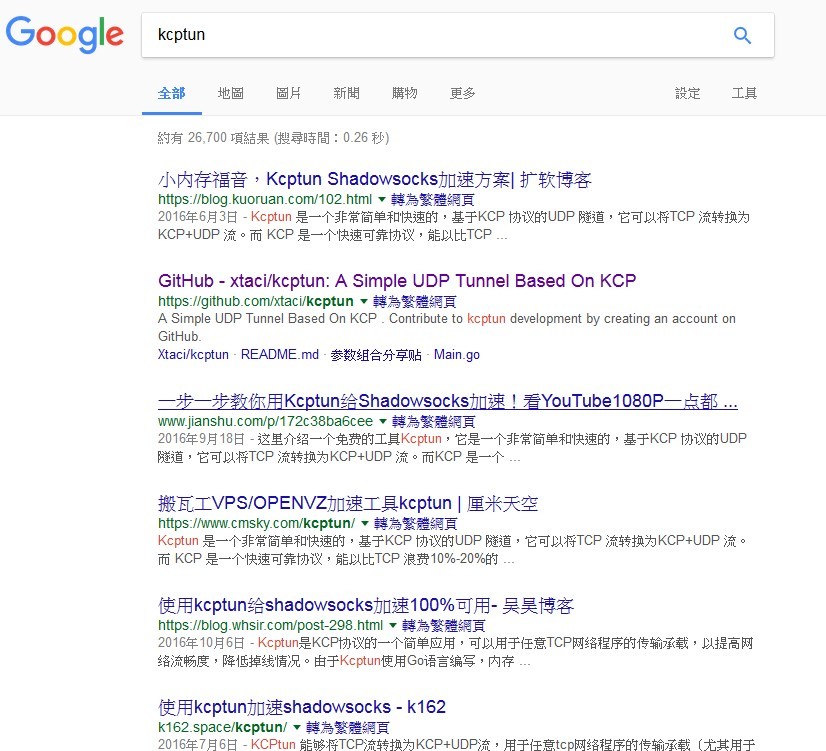 Google
kcptun
全部 地圖 圖片 新聞 購物 更多 設定 工具
約有 26,700 項結果 (搜尋時間：0.26 秒)
小内存福音，Kcptun Shadowsocks加速方案| 扩软博客
https://blog.kuoruan.com/102.html ▼ 轉為繁體網頁
2016年6月3日 - Kcptun 是一个非常简单和快速的，基于KCP 协议的UDP 隧道，它可以将TCP 流转换为
KCP+UDP 流。而 KCP 是一个快速可靠协议，能以比TCP ...
GitHub - xtaci/kcptun: A Simple UDP Tunnel Based On KCP
https://github.com/xtaci/kcptun ▼ 轉為繁體網頁
A Simple UDP Tunnel Based On KCP . Contribute to kcptun development by creating an account on
GitHub.
Xtaci/kcptun · README.md · 参数组合分享贴 · Main.go
一步一步教你用Kcptun给Shadowsocks加速！看YouTube1080P一点都 ...
www.jianshu.com/p/172c38ba6cee ▼ 轉為繁體網頁
2016年9月18日 - 这里介绍一个免费的工具Kcptun，它是一个非常简单和快速的，基于KCP 协议的UDP
隧道，它可以将TCP 流转换为KCP+UDP 流。而KCP 是一个 ...
搬瓦工VPS/OPENVZ加速工具kcptun | 厘米天空
https://www.cmsky.com/kcptun/ ▼ 轉為繁體網頁
Kcptun 是一个非常简单和快速的，基于KCP 协议的UDP 隧道，它可以将TCP 流转换为KCP+UDP 流。
而 KCP 是一个快速可靠协议，能以比TCP 浪费10%-20%的 ...
使用kcptun给shadowsocks加速100%可用- 吴昊博客
https://blog.whsir.com/post-298.html ▼ 轉為繁體網頁
2016年10月6日 - Kcptun是KCP协议的一个简单应用，可以用于任意TCP网络程序的传输承载，以提高网
络流畅度，降低掉线情况。由于Kcptun使用Go语言编写，内存 ...
使用kcptun加速shadowsocks - k162
k162.space/kcptun/ ▼ 轉為繁體網頁
2016年7月6日 - KCPTun 能够将TCP流转换为KCP+UDP流，用于任意tcp网络程序的传输承载（尤其用于